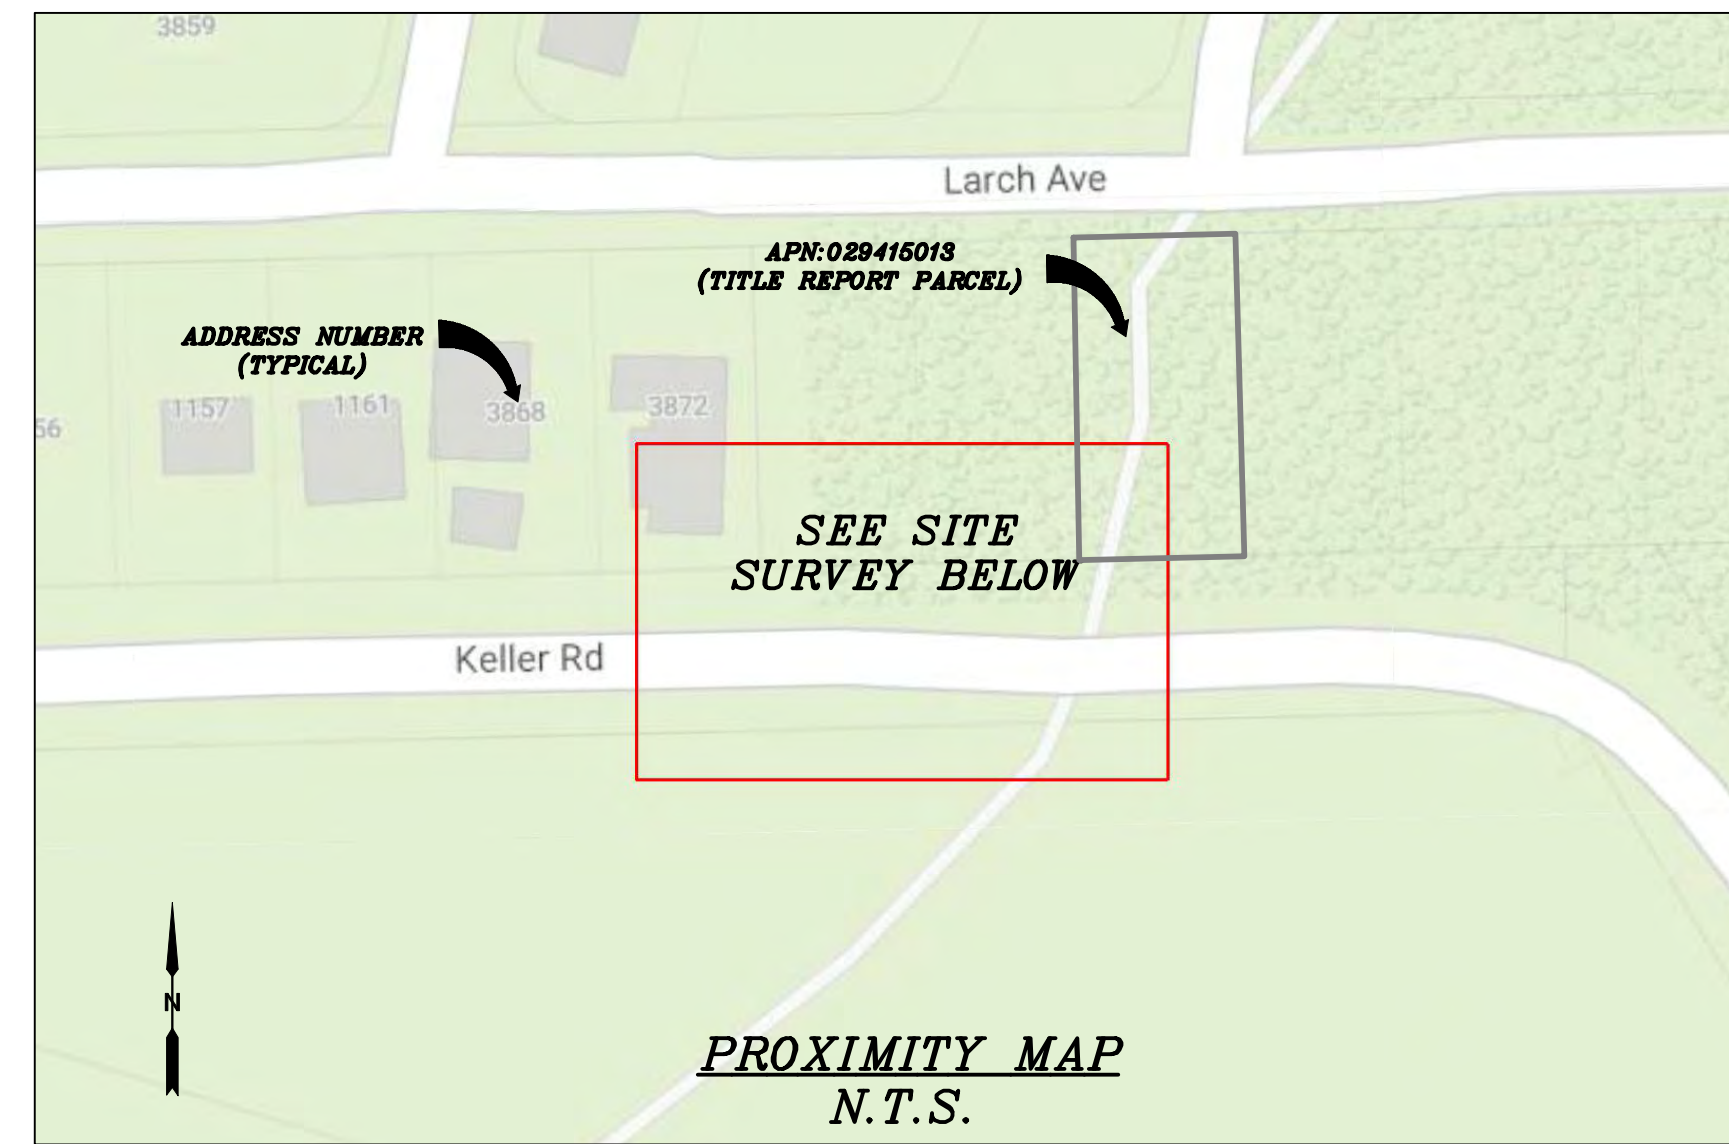 3859
Larch Ave
APN:029415013
(TITLE REPORT PARCEL)
ADDRESS NUMBER
(TYPICAL)
56
1157
1161
3868
3872
SEE SITE
SURVEY BELOW
Keller Rd
N
PROXIMITY MAP
N.T.S.